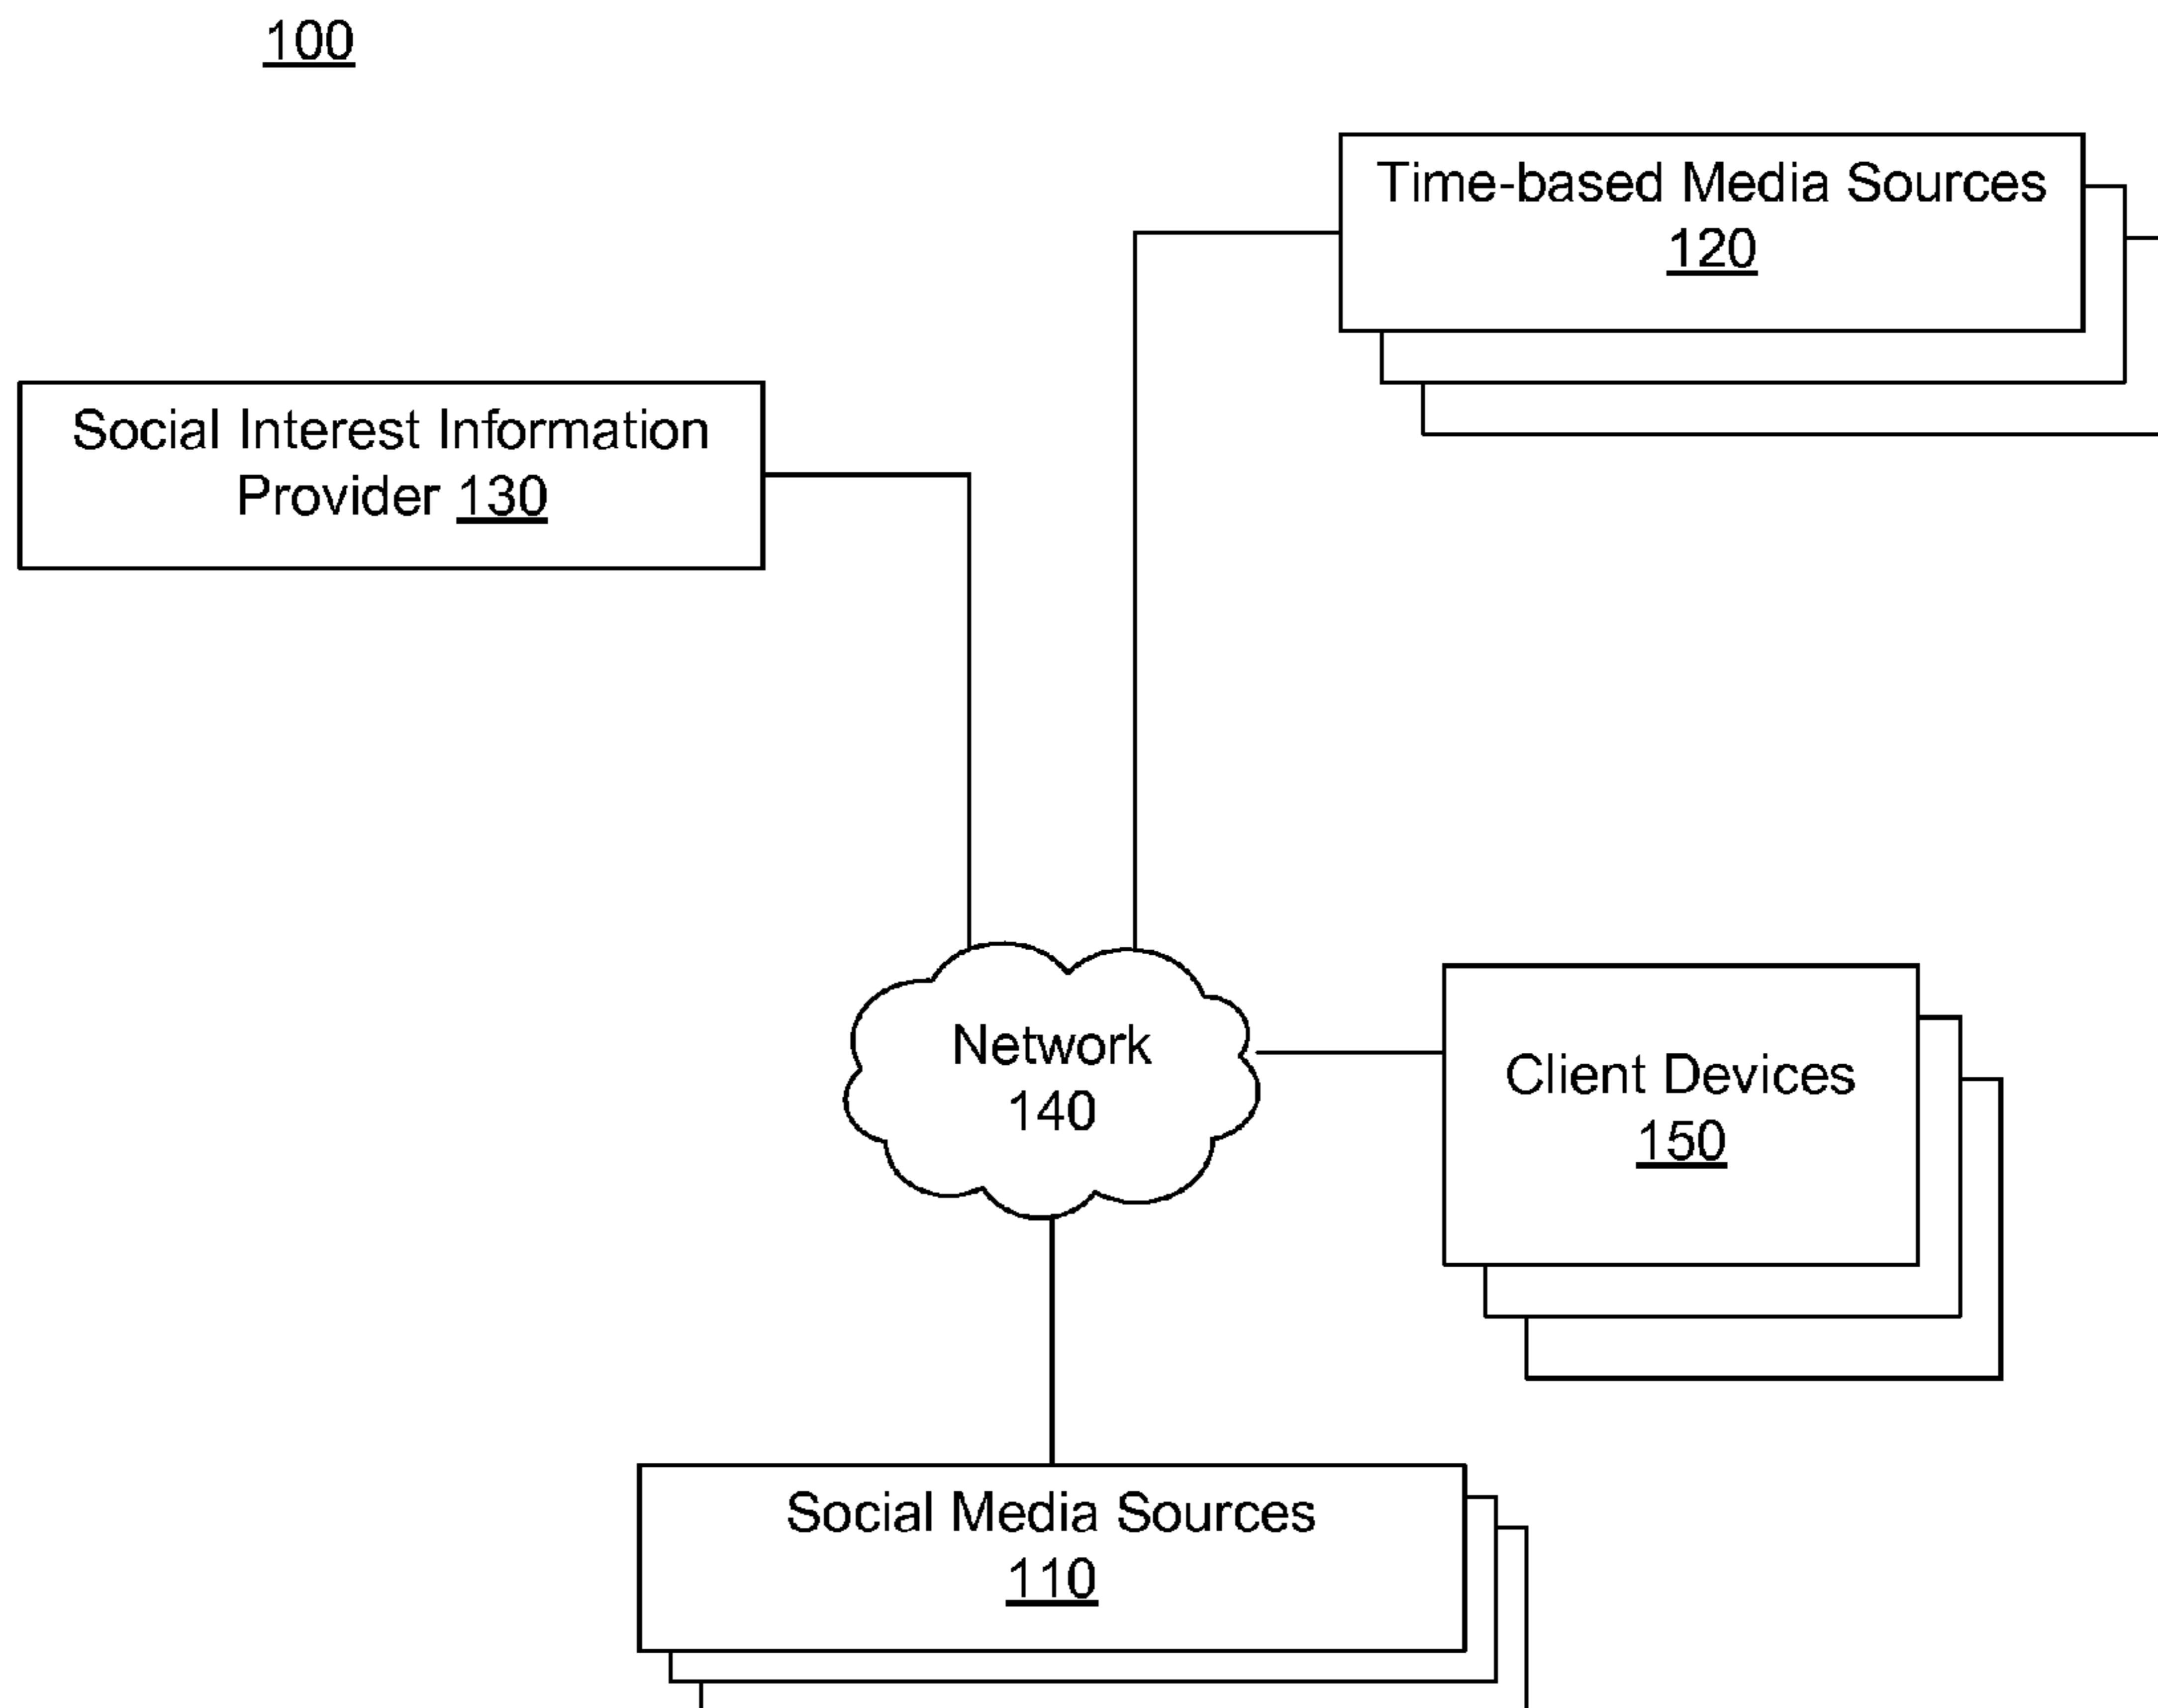 100
Time-based Media Sources
120
Social Interest Information
Provider 130
Network
140
Client Devices
150
Social Media Sources
110